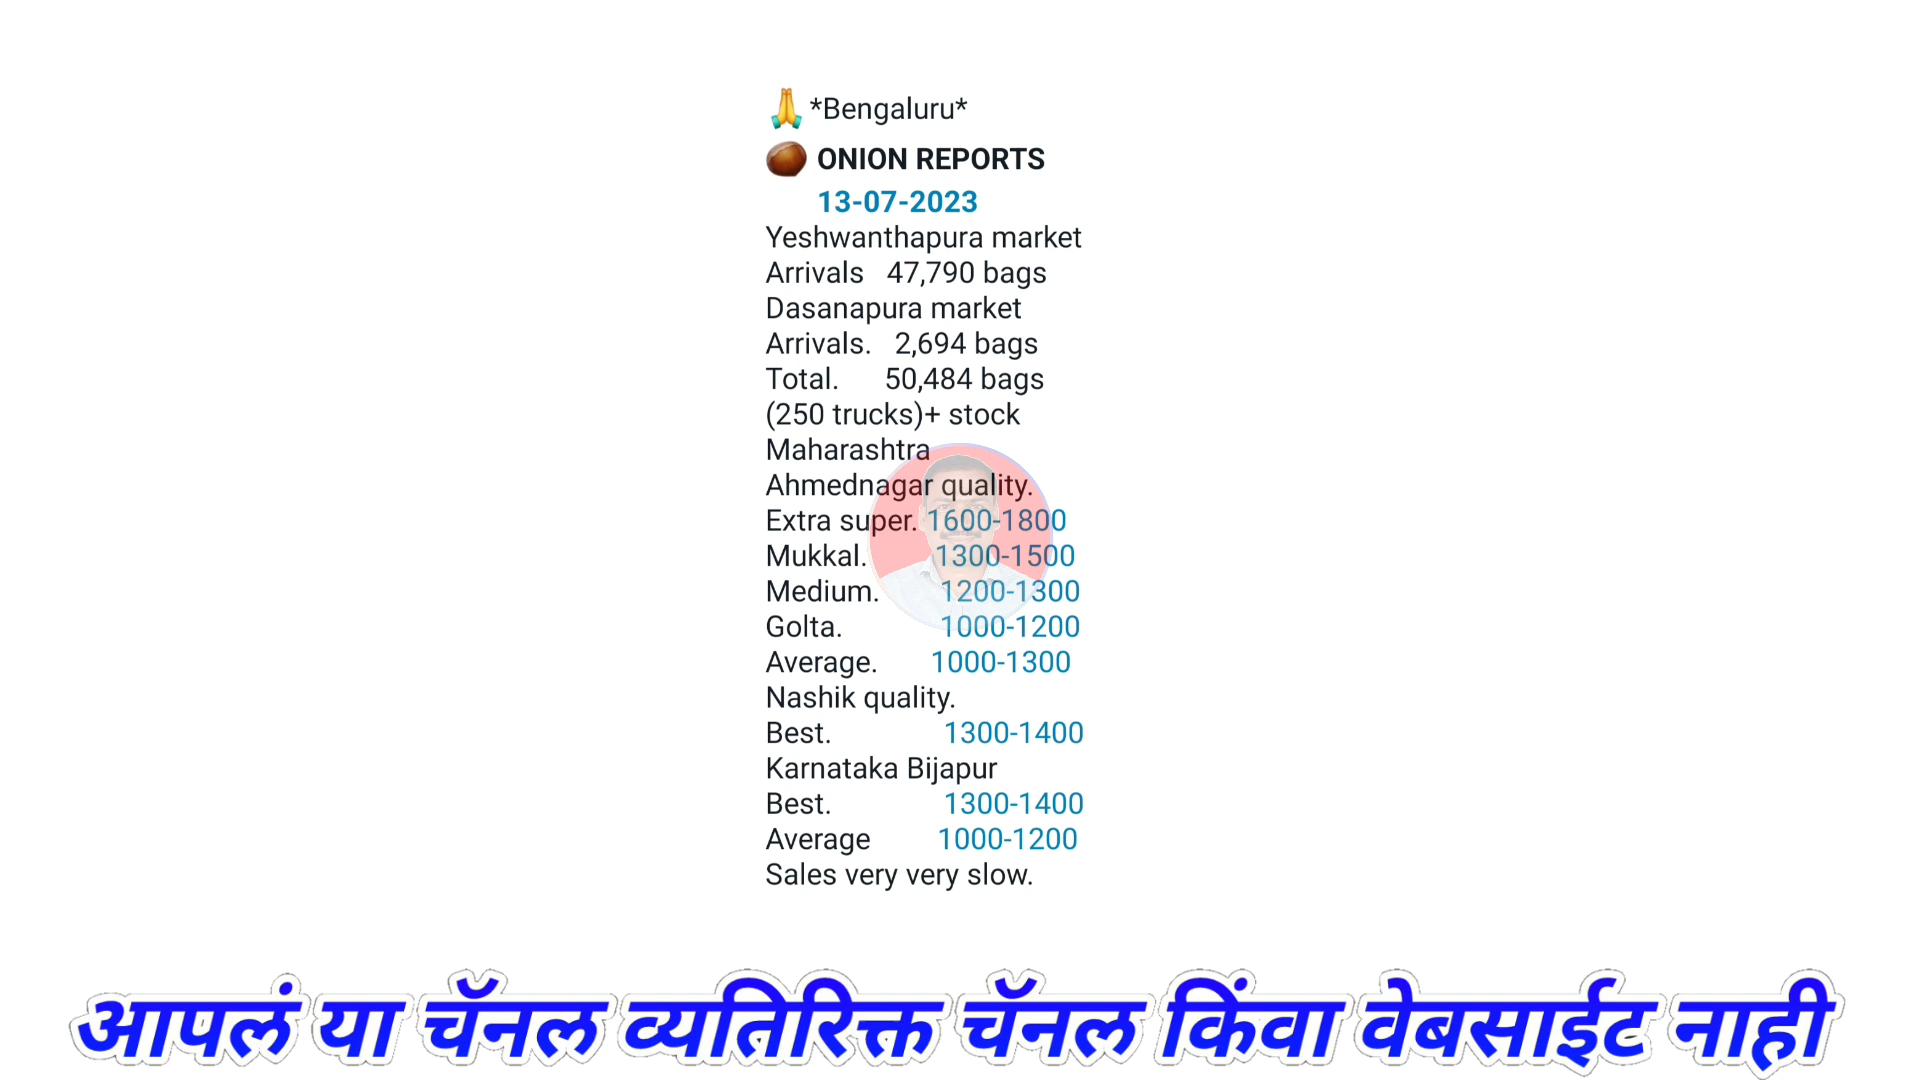 🙏*Bengaluru*
🌰 ONION REPORTS
13-07-2023
Yeshwanthapura market
Arrivals 47,790 bags
Dasanapura market
Arrivals. 2,694 bags
Total. 50,484 bags
(250 trucks)+ stock
Maharashtra
Ahmednagar quality.
Extra super. 1600-1800
Mukkal. 1300-1500
Medium. 1200-1300
Golta. 1000-1200
Average. 1000-1300
Nashik quality.
Best. 1300-1400
Karnataka Bijapur
Best. 1300-1400
Average 1000-1200
Sales very very slow.
आपलं या चॅनल व्यतिरिक्त चॅनल किंवा वेबसाईट नाही